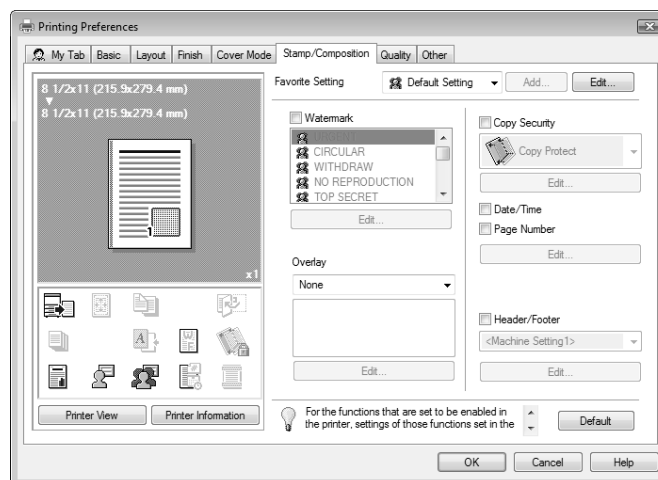 Printing Preferences
My Tab Basic Layout Finish Cover Mode Stamp/Composition Quality Other
8 1/2x11 (215.9x279.4 mm)
8 1/2x11 (215.9x279.4 mm)
1
x1
Printer View Printer Information
Favorite Setting Default Setting Add... Edit...
Watermark
URGENT
CIRCULAR
WITHDRAW
NO REPRODUCTION
TOP SECRET
Edit...
Overlay
None
Edit...
Copy Security
Copy Protect
Edit...
Date/Time
Page Number
Edit...
Header/Footer
<Machine Setting1>
Edit...
For the functions that are set to be enabled in
the printer, settings of those functions set in the
Default
OK Cancel Help